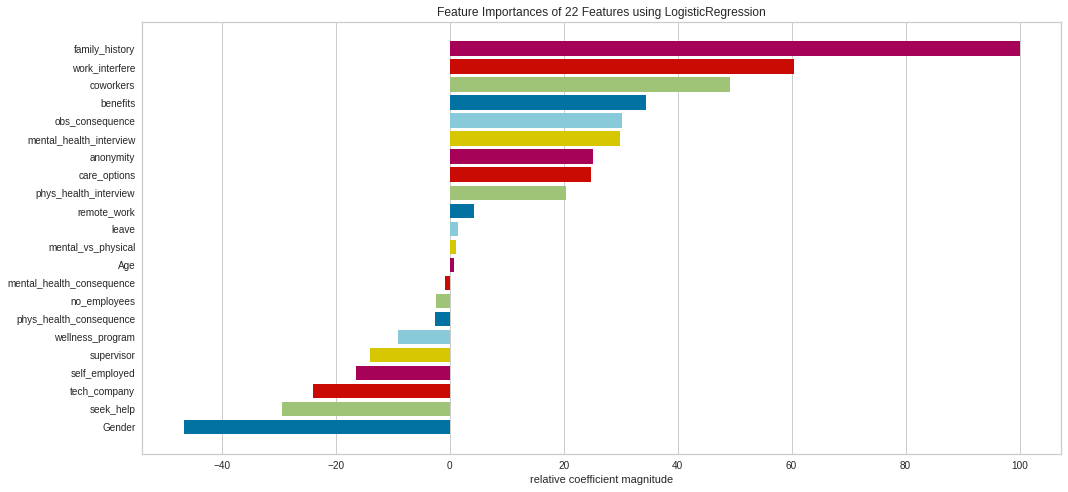 Feature Importances of 22 Features using LogisticRegression
family_history
work_interfere
coworkers
benefits
obs_consequence
mental_health_interview
anonymity
care_options
phys_health_interview
remote_work
leave
mental_vs_physical
Age
mental_health_consequence
no_employees
phys_health_consequence
wellness_program
supervisor
self_employed
tech_company
seek_help
Gender
−40 −20 0 20 40 60 80 100
relative coefficient magnitude